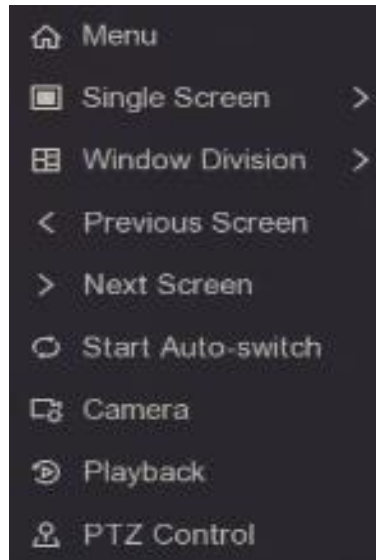 Menu
Single Screen
Window Division
Previous Screen
Next Screen
Start Auto-switch
Camera
Playback
PTZ Control